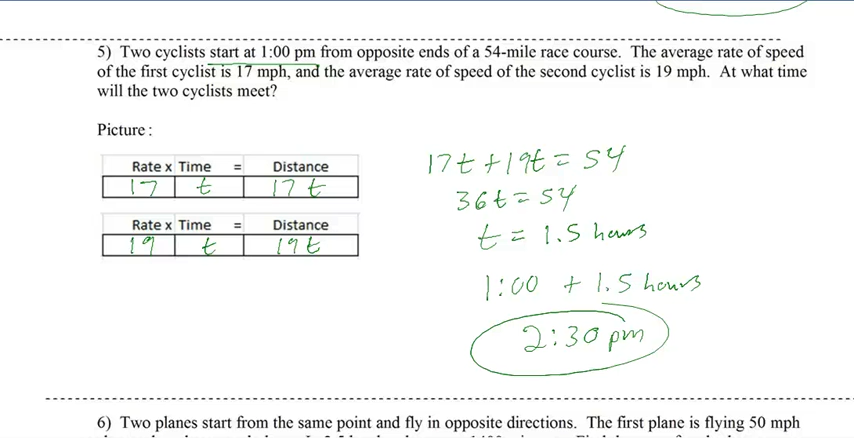 5) Two cyclists start at 1:00 pm from opposite ends of a 54-mile race course. The average rate of speed
of the first cyclist is 17 mph, and the average rate of speed of the second cyclist is 19 mph. At what time
will the two cyclists meet?
Picture :
Rate x Time = Distance
17 t 17 t
Rate x Time = Distance
19 t 19 t
17t + 19t = 54
36t = 54
t = 1.5 hours
1:00 + 1.5 hours
2:30 pm
6) Two planes start from the same point and fly in opposite directions. The first plane is flying 50 mph